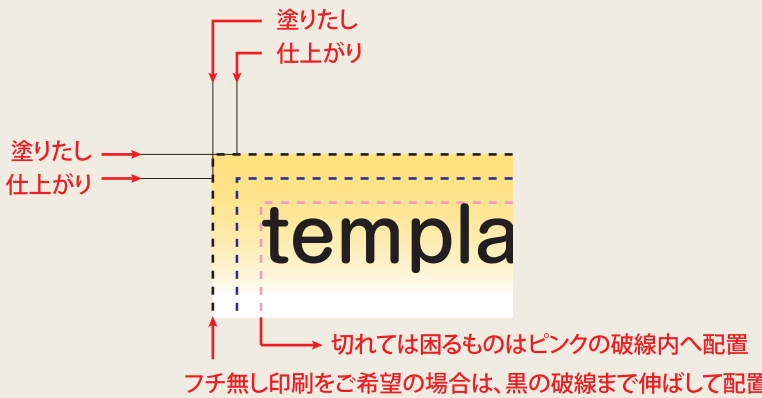 塗りたし
仕上がり
塗りたし
仕上がり
templa
切れては困るものはピンクの破線内へ配置
フチ無し印刷をご希望の場合は、黒の破線まで伸ばして配置